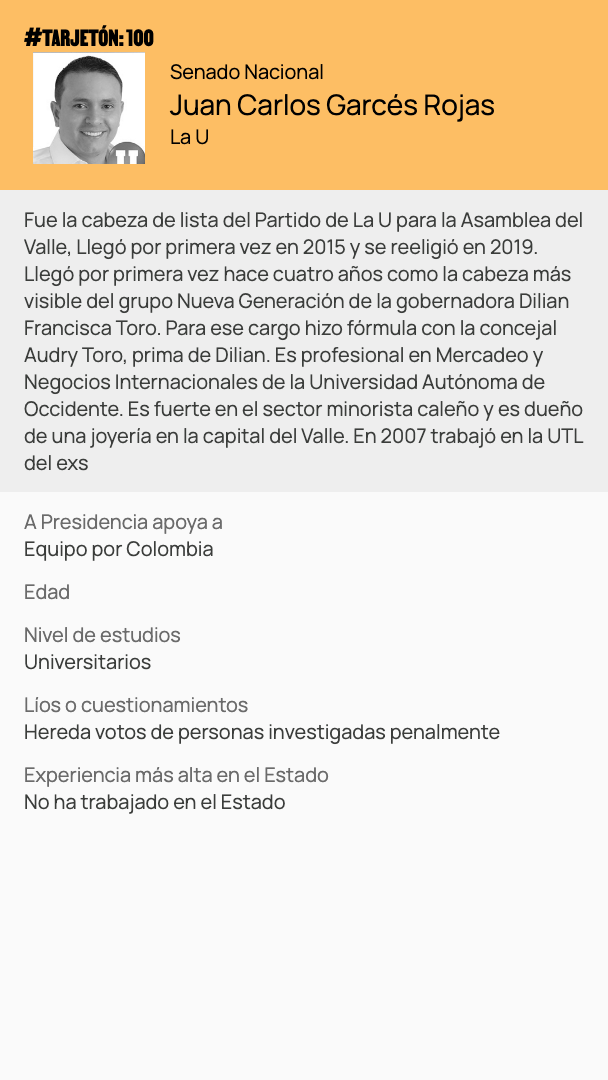 #TARJETÓN: 100
Senado Nacional
Juan Carlos Garcés Rojas
La U
U
Fue la cabeza de lista del Partido de La U para la Asamblea del
Valle, Llegó por primera vez en 2015 y se reeligió en 2019.
Llegó por primera vez hace cuatro años como la cabeza más
visible del grupo Nueva Generación de la gobernadora Dilian
Francisca Toro. Para ese cargo hizo fórmula con la concejal
Audry Toro, prima de Dilian. Es profesional en Mercadeo y
Negocios Internacionales de la Universidad Autónoma de
Occidente. Es fuerte en el sector minorista caleño y es dueño
de una joyería en la capital del Valle. En 2007 trabajó en la UTL
del exs
A Presidencia apoya a
Equipo por Colombia
Edad
Nivel de estudios
Universitarios
Líos o cuestionamientos
Hereda votos de personas investigadas penalmente
Experiencia más alta en el Estado
No ha trabajado en el Estado